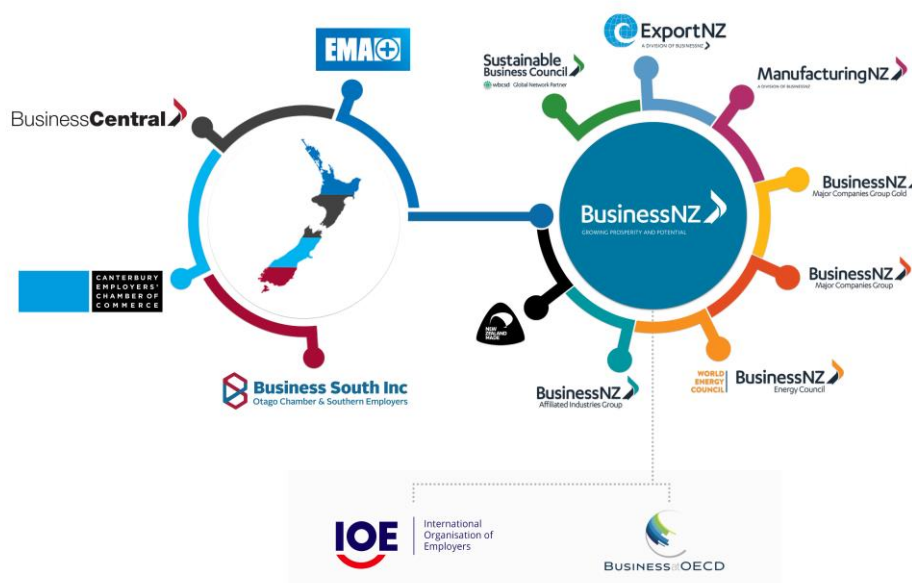 EMA
BusinessCentral
CANTERBURY
EMPLOYERS'
CHAMBER OF
COMMERCE
Business South Inc
Otago Chamber & Southern Employers
Sustainable
Business Council
wbcsd Global Network Partner
ExportNZ
A DIVISION OF BUSINESSNZ
ManufacturingNZ
A DIVISION OF BUSINESSNZ
BusinessNZ
Major Companies Group Gold
BusinessNZ
GROWING PROSPERITY AND POTENTIAL
BusinessNZ
Major Companies Group
NEW
ZEALAND
MADE
WORLD
ENERGY
COUNCIL
BusinessNZ
Energy Council
BusinessNZ
Affiliated Industries Group
IOE
International
Organisation of
Employers
BUSINESSatOECD